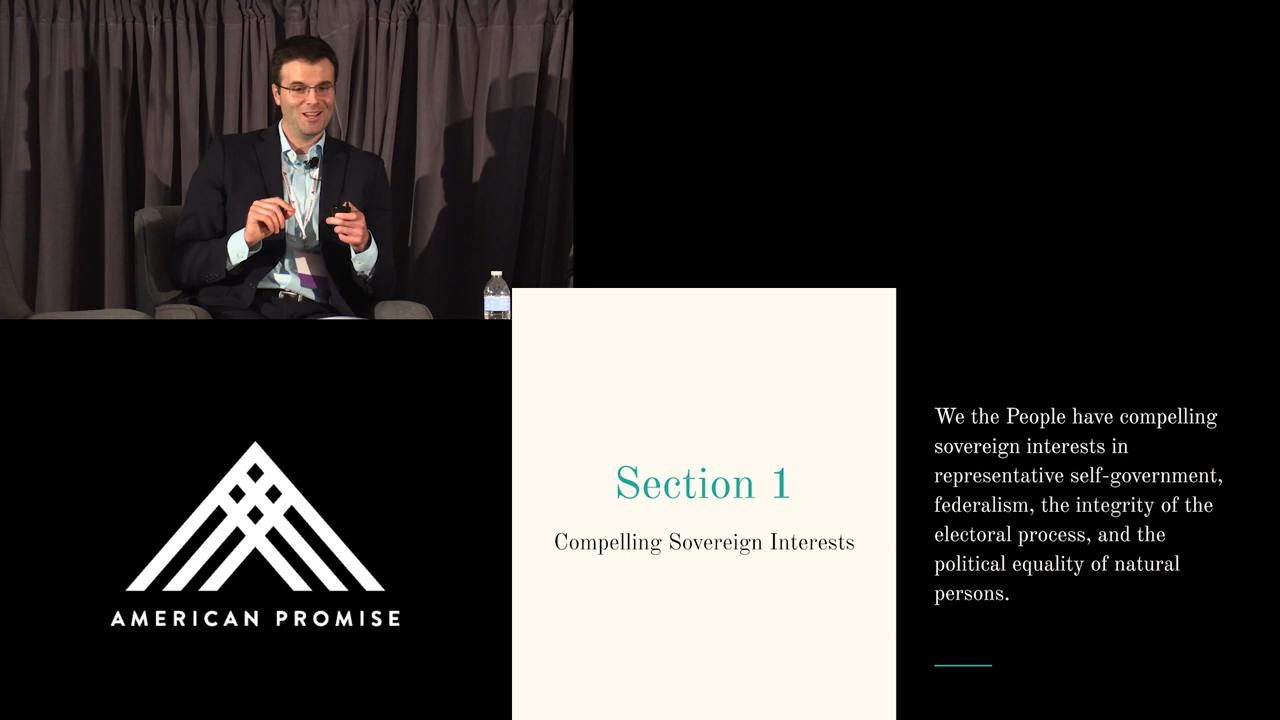 AMERICAN PROMISE
Section 1
Compelling Sovereign Interests
We the People have compelling
sovereign interests in
representative self-government,
federalism, the integrity of the
electoral process, and the
political equality of natural
persons.